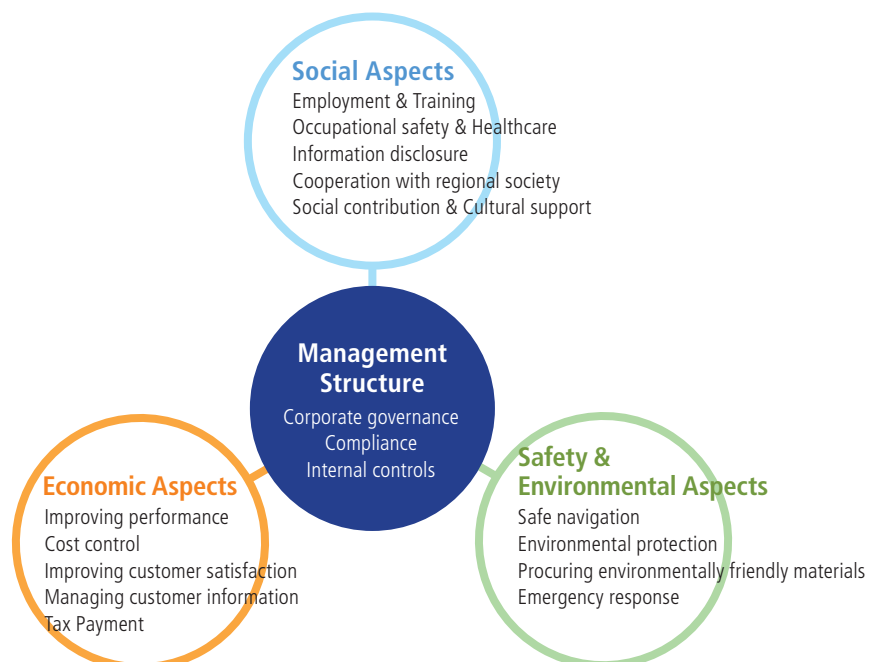 Social Aspects
Employment & Training
Occupational safety & Healthcare
Information disclosure
Cooperation with regional society
Social contribution & Cultural support
Management
Structure
Corporate governance
Compliance
Internal controls
Economic Aspects
Improving performance
Cost control
Improving customer satisfaction
Managing customer information
Tax Payment
Safety &
Environmental Aspects
Safe navigation
Environmental protection
Procuring environmentally friendly materials
Emergency response